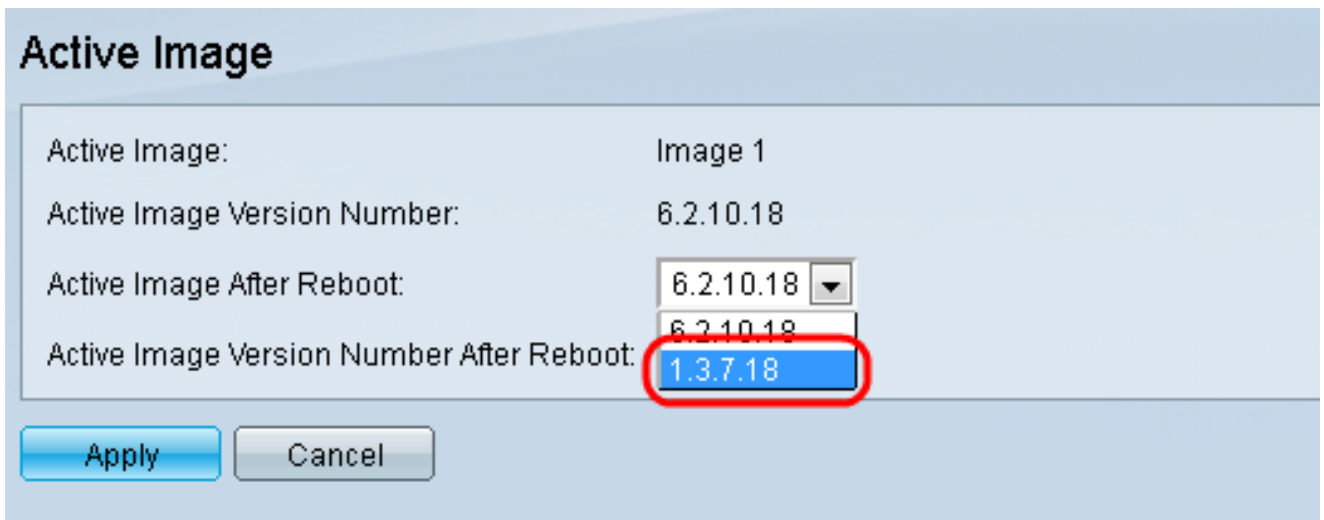 Active Image
Active Image: Image 1
Active Image Version Number: 6.2.10.18
Active Image After Reboot: 6.2.10.18
6.2.10.18
Active Image Version Number After Reboot: 1.3.7.18
Apply Cancel